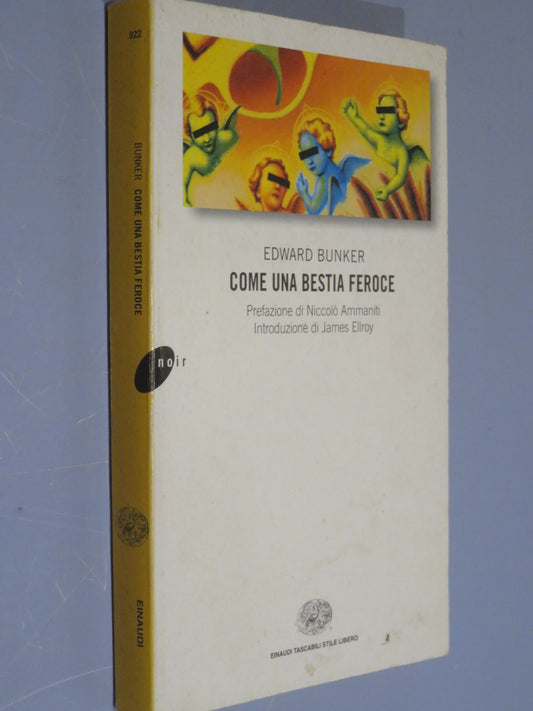 EDWARD BUNKER
COME UNA BESTIA FEROCE
Prefazione di Niccolò Ammaniti
Introduzione di James Ellroy
EINAUDI TASCABILI STILE LIBERO
922
BUNKER COME UNA BESTIA FEROCE
noir
EINAUDI